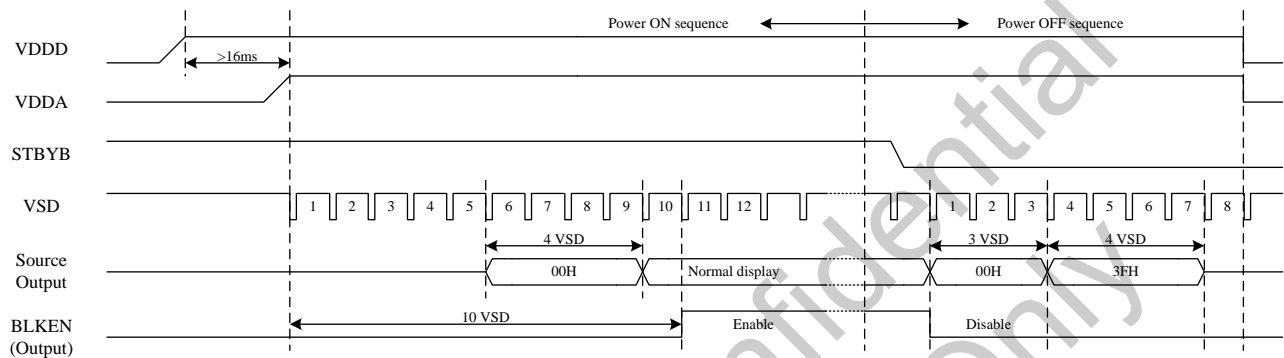 Power ON sequence
Power OFF sequence
VDDD
>16ms
VDDA
STBYB
VSD
1 2 3 4 5 6 7 8 9 10 11 12 1 2 3 4 5 6 7 8
4 VSD
3 VSD
4 VSD
Source
Output
00H
Normal display
00H
3FH
10 VSD
BLKEN
(Output)
Enable
Disable
Confidential
Only